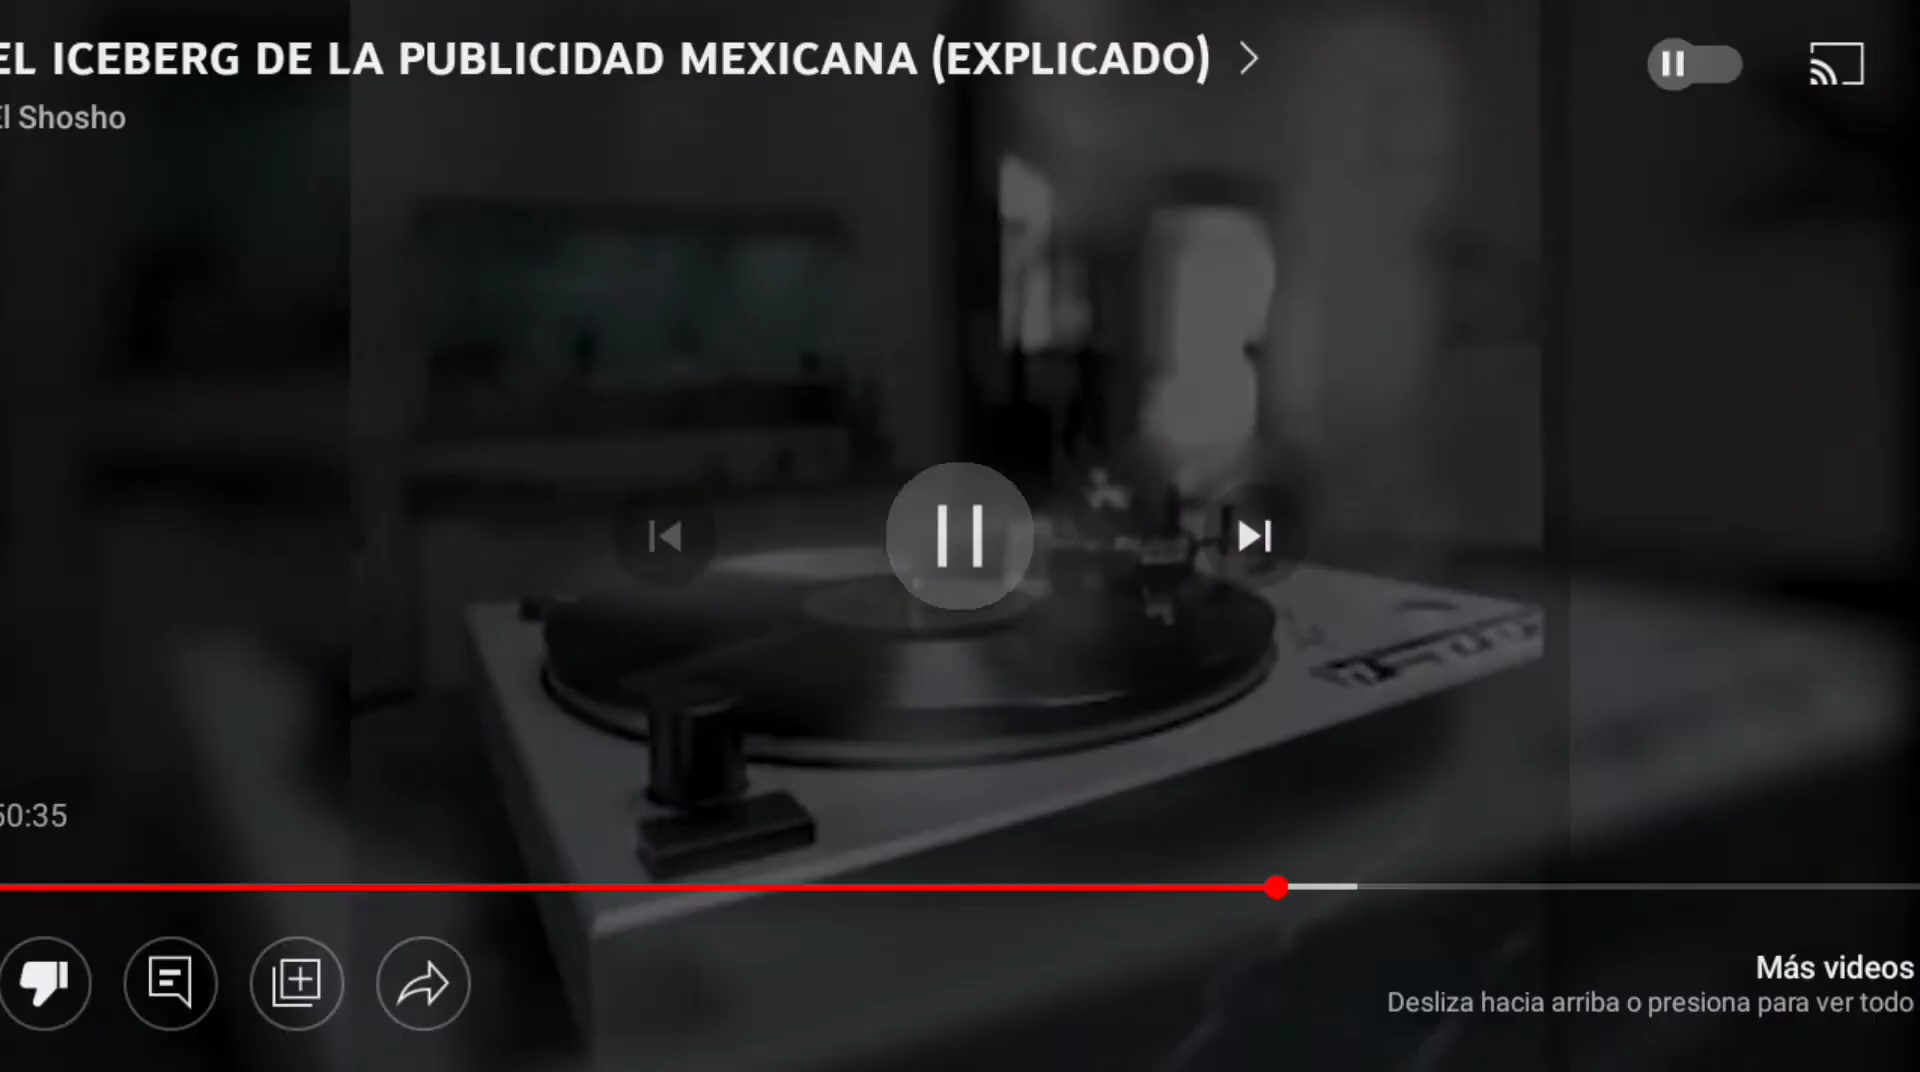 EL ICEBERG DE LA PUBLICIDAD MEXICANA (EXPLICADO)
El Shosho
50:35
Más videos
Desliza hacia arriba o presiona para ver todo